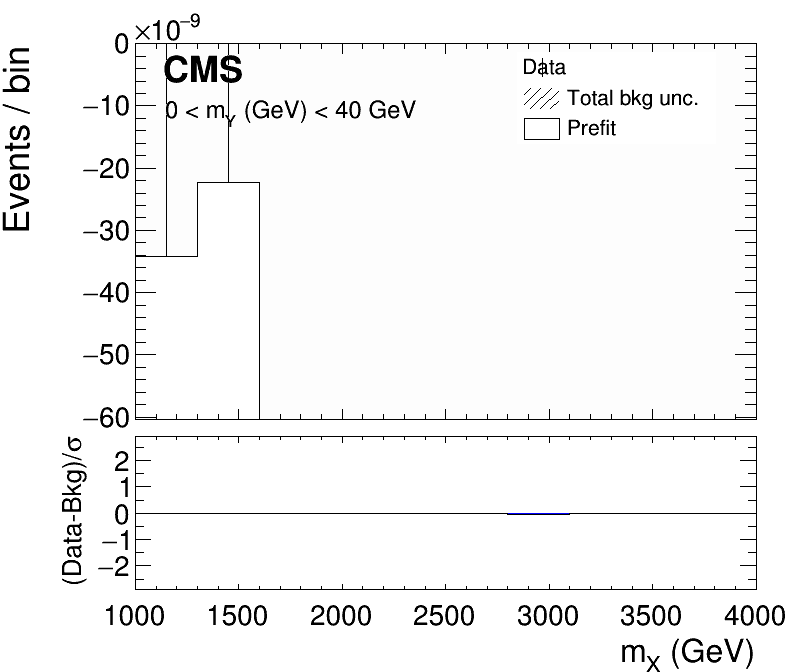 ×10⁻⁹
Events / bin
0
−10
−20
−30
−40
−50
−60
CMS
0 < m_Y (GeV) < 40 GeV
Data
Total bkg unc.
Prefit
(Data-Bkg)/σ
2
1
0
−1
−2
1000 1500 2000 2500 3000 3500 4000
m_X (GeV)